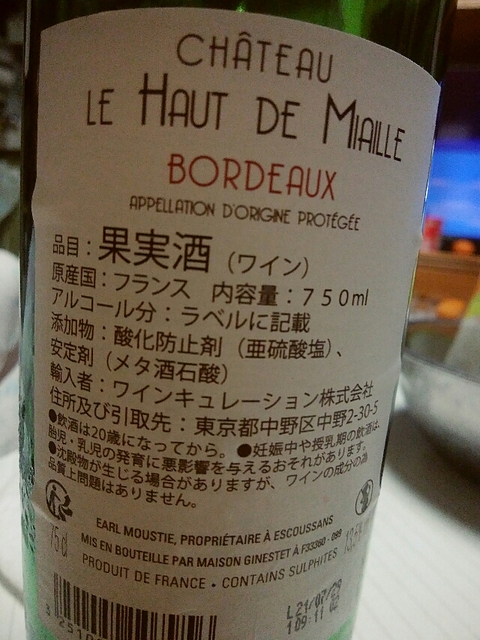 CHÂTEAU
LE HAUT DE MIAILLE
BORDEAUX
APPELLATION D'ORIGINE PROTÉGÉE
品目：果実酒（ワイン）
原産国：フランス　内容量：７５０ml
アルコール分：ラベルに記載
添加物：酸化防止剤（亜硫酸塩）、
安定剤（メタ酒石酸）
輸入者：ワインキュレーション株式会社
住所及び引取先：東京都中野区中野2-30-5
●飲酒は20歳になってから。●妊娠中や授乳期の飲酒は、
胎児・乳児の発育に悪影響を与えるおそれがあります。
●沈殿物が生じる場合がありますが、ワインの成分の為
品質上問題はありません。
EARL MOUSTIE, PROPRIÉTAIRE À ESCOUSSANS
MIS EN BOUTEILLE PAR MAISON GINESTET À F33360 - 099
PRODUIT DE FRANCE • CONTAINS SULPHITES
75 cl
L21/07/29
109:11 02